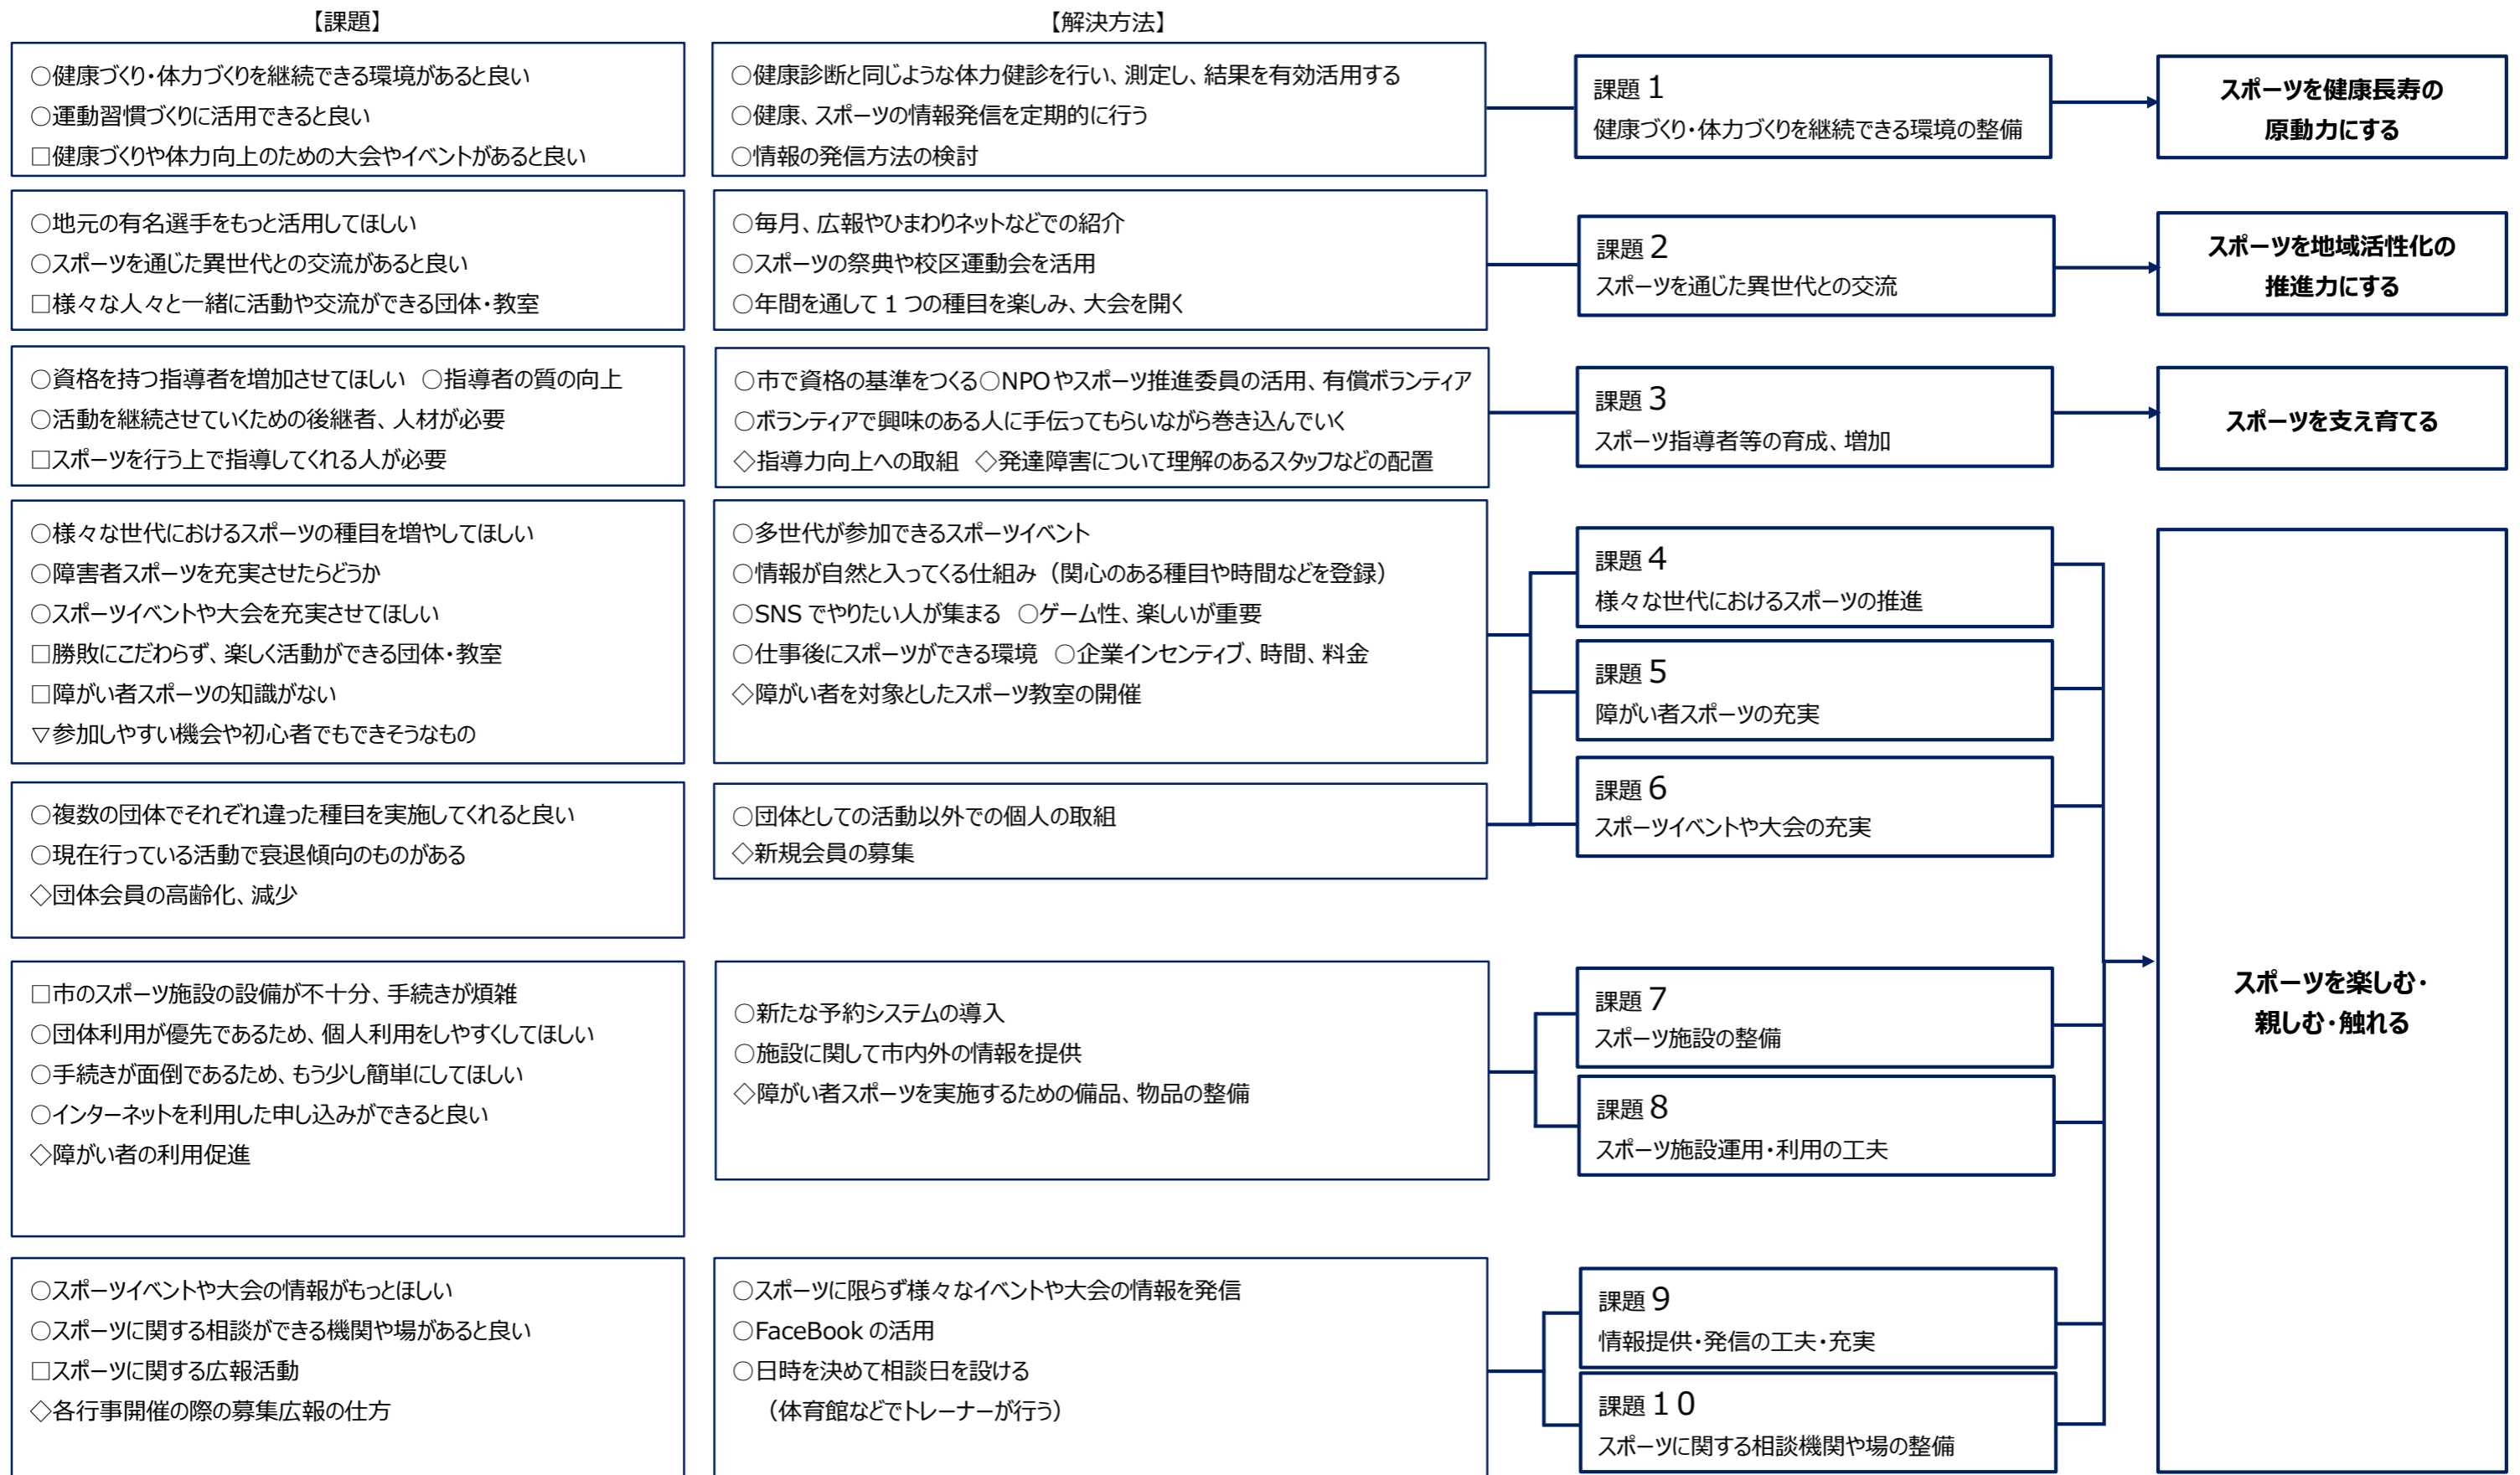 【課題】
【解決方法】
○健康づくり・体力づくりを継続できる環境があると良い
○運動習慣づくりに活用できると良い
□健康づくりや体力向上のための大会やイベントがあると良い
○健康診断と同じような体力健診を行い、測定し、結果を有効活用する
○健康、スポーツの情報発信を定期的に行う
○情報の発信方法の検討
課題 1
健康づくり・体力づくりを継続できる環境の整備
スポーツを健康長寿の
原動力にする
○地元の有名選手をもっと活用してほしい
○スポーツを通じた異世代との交流があると良い
□様々な人々と一緒に活動や交流ができる団体・教室
○毎月、広報やひまわりネットなどでの紹介
○スポーツの祭典や校区運動会を活用
○年間を通して 1 つの種目を楽しみ、大会を開く
課題 2
スポーツを通じた異世代との交流
スポーツを地域活性化の
推進力にする
○資格を持つ指導者を増加させてほしい ○指導者の質の向上
○活動を継続させていくための後継者、人材が必要
□スポーツを行う上で指導してくれる人が必要
○市で資格の基準をつくる○NPOやスポーツ推進委員の活用、有償ボランティア
○ボランティアで興味のある人に手伝ってもらいながら巻き込んでいく
◇指導力向上への取組 ◇発達障害について理解のあるスタッフなどの配置
課題 3
スポーツ指導者等の育成、増加
スポーツを支え育てる
○様々な世代におけるスポーツの種目を増やしてほしい
○障害者スポーツを充実させたらどうか
○スポーツイベントや大会を充実させてほしい
□勝敗にこだわらず、楽しく活動ができる団体・教室
□障がい者スポーツの知識がない
▽参加しやすい機会や初心者でもできそうなもの
○多世代が参加できるスポーツイベント
○情報が自然と入ってくる仕組み（関心のある種目や時間などを登録）
○SNS でやりたい人が集まる ○ゲーム性、楽しいが重要
○仕事後にスポーツができる環境 ○企業インセンティブ、時間、料金
◇障がい者を対象としたスポーツ教室の開催
課題 4
様々な世代におけるスポーツの推進
課題 5
障がい者スポーツの充実
課題 6
スポーツイベントや大会の充実
○複数の団体でそれぞれ違った種目を実施してくれると良い
○現在行っている活動で衰退傾向のものがある
◇団体会員の高齢化、減少
○団体としての活動以外での個人の取組
◇新規会員の募集
□市のスポーツ施設の設備が不十分、手続きが煩雑
○団体利用が優先であるため、個人利用をしやすくしてほしい
○手続きが面倒であるため、もう少し簡単にしてほしい
○インターネットを利用した申し込みができると良い
◇障がい者の利用促進
○新たな予約システムの導入
○施設に関して市内外の情報を提供
◇障がい者スポーツを実施するための備品、物品の整備
課題 7
スポーツ施設の整備
課題 8
スポーツ施設運用・利用の工夫
スポーツを楽しむ・
親しむ・触れる
○スポーツイベントや大会の情報がもっとほしい
○スポーツに関する相談ができる機関や場があると良い
□スポーツに関する広報活動
◇各行事開催の際の募集広報の仕方
○スポーツに限らず様々なイベントや大会の情報を発信
○FaceBook の活用
○日時を決めて相談日を設ける
（体育館などでトレーナーが行う）
課題 9
情報提供・発信の工夫・充実
課題 １０
スポーツに関する相談機関や場の整備